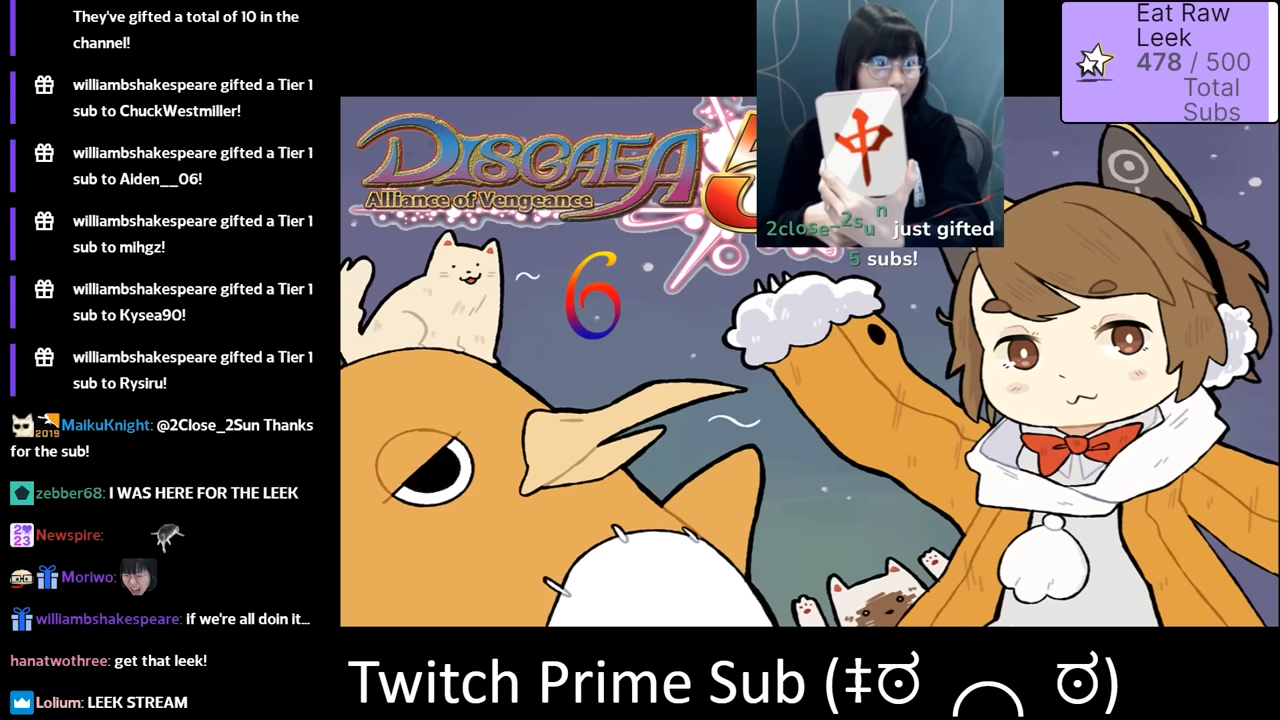 They've gifted a total of 10 in the
channel!
williambshakespeare gifted a Tier 1
sub to ChuckWestmiller!
williambshakespeare gifted a Tier 1
sub to Aiden__06!
williambshakespeare gifted a Tier 1
sub to mihgz!
williambshakespeare gifted a Tier 1
sub to Kysea90!
williambshakespeare gifted a Tier 1
sub to Rysiru!
2019 MaikuKnight: @2Close_2Sun Thanks
for the sub!
zebber68: I WAS HERE FOR THE LEEK
2 23 Newspire:
Moriwo:
williambshakespeare: If we're all doin it...
hanatwothree: get that leek!
Lolium: LEEK STREAM
DISGAEA 5
Alliance of Vengeance
6
中
2close_2sun just gifted
5 subs!
Eat Raw
Leek
478 / 500
Total
Subs
Twitch Prime Sub (‡ಠ ⁔ ಠ)